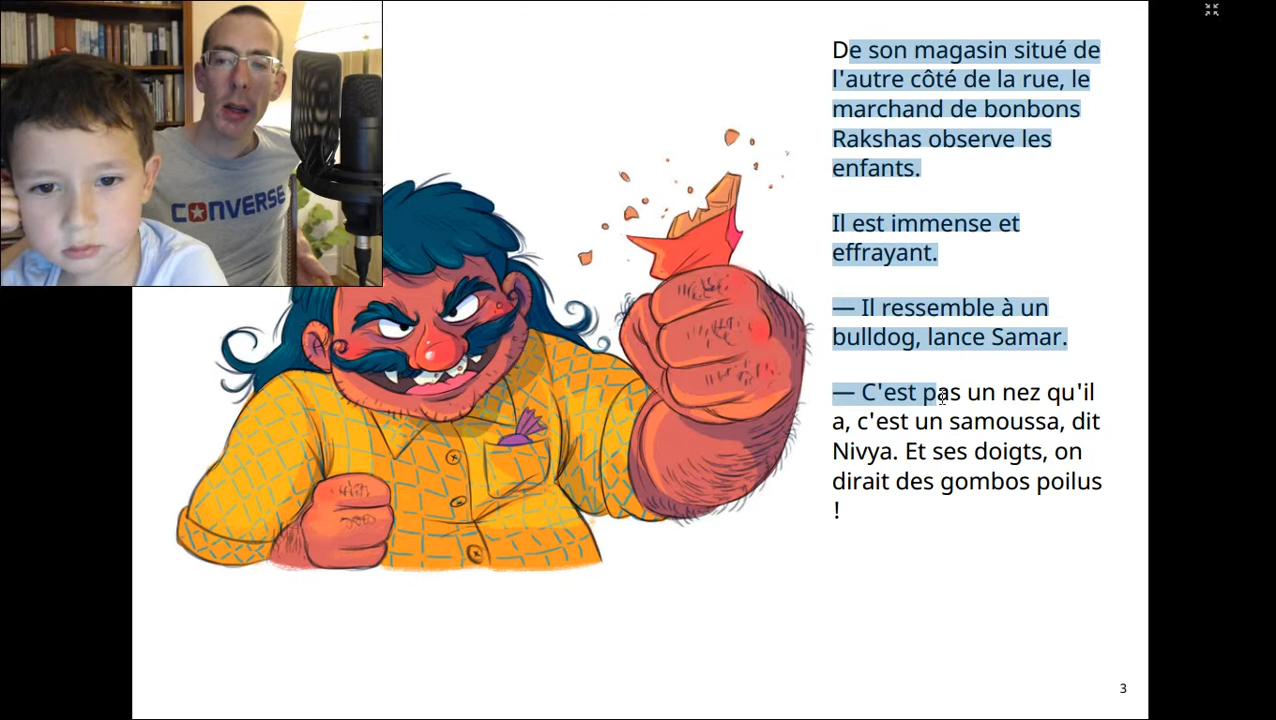 CONVERSE
De son magasin situé de
l'autre côté de la rue, le
marchand de bonbons
Rakshas observe les
enfants.
Il est immense et
effrayant.
— Il ressemble à un
bulldog, lance Samar.
— C'est pas un nez qu'il
a, c'est un samoussa, dit
Nivya. Et ses doigts, on
dirait des gombos poilus
!
3